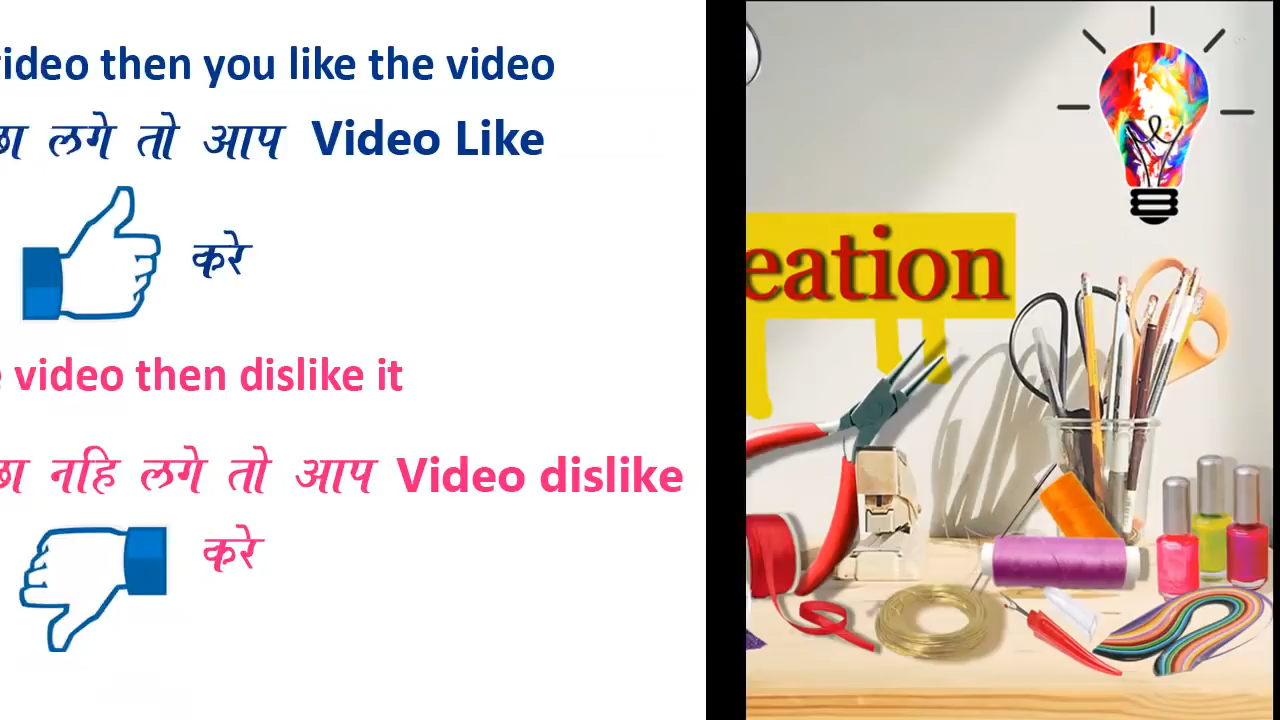 video then you like the video
लगे तो आप Video Like
करे
video then dislike it
नहि लगे तो आप Video dislike
करे
eation